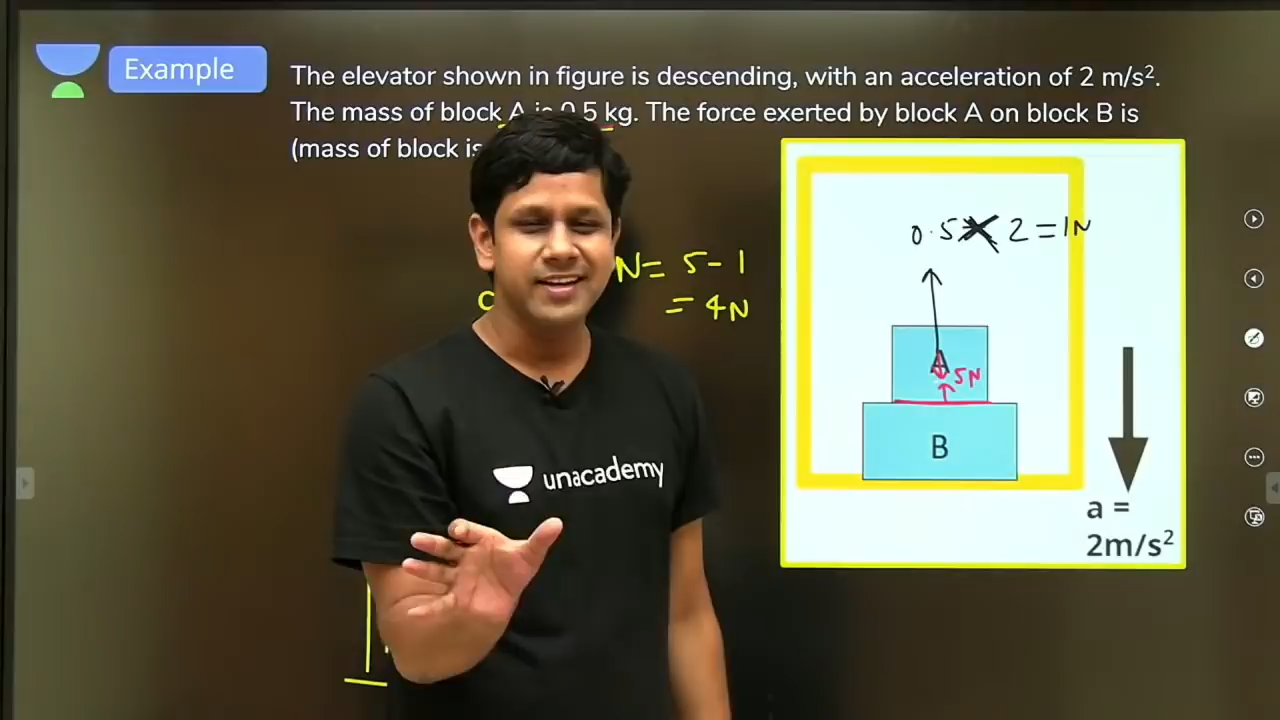 Example
The elevator shown in figure is descending, with an acceleration of 2 m/s².
The mass of block A is 0.5 kg. The force exerted by block A on block B is
(mass of block is
0.5 × 2 = 1N
N = 5 - 1
= 4N
A
5N
B
a =
2m/s²
unacademy